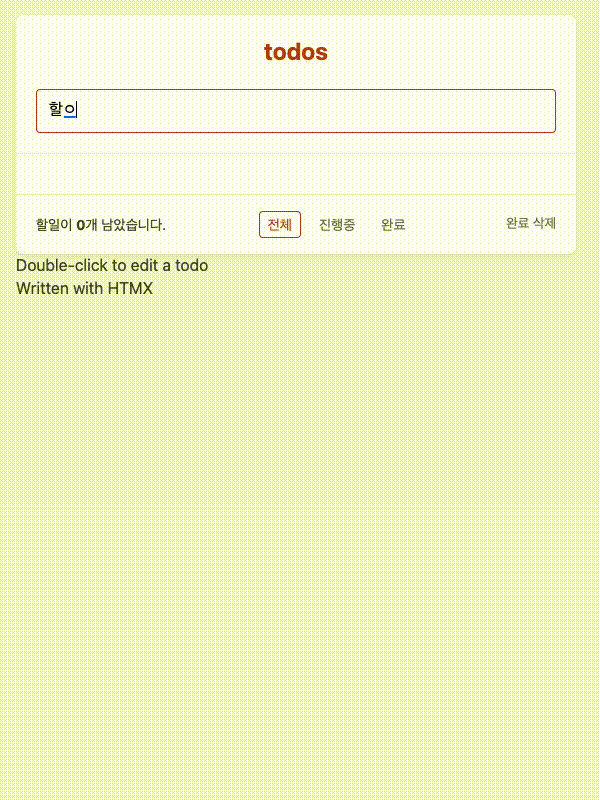 todos
할ㅇ
할일이 0개 남았습니다.
전체 진행중 완료
완료 삭제
Double-click to edit a todo
Written with HTMX